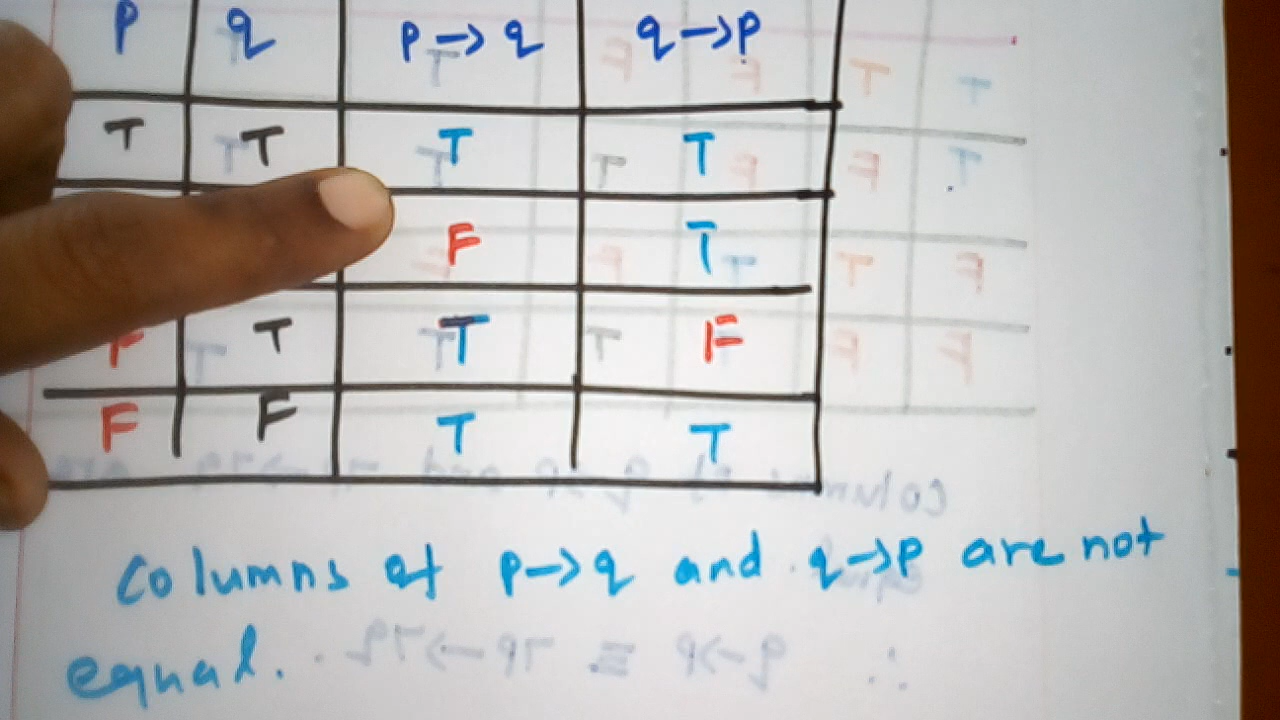 p q p → q q → p
T T T T
F T
F T T F
F F T T
Columns of p → q and q → p are not
equal.